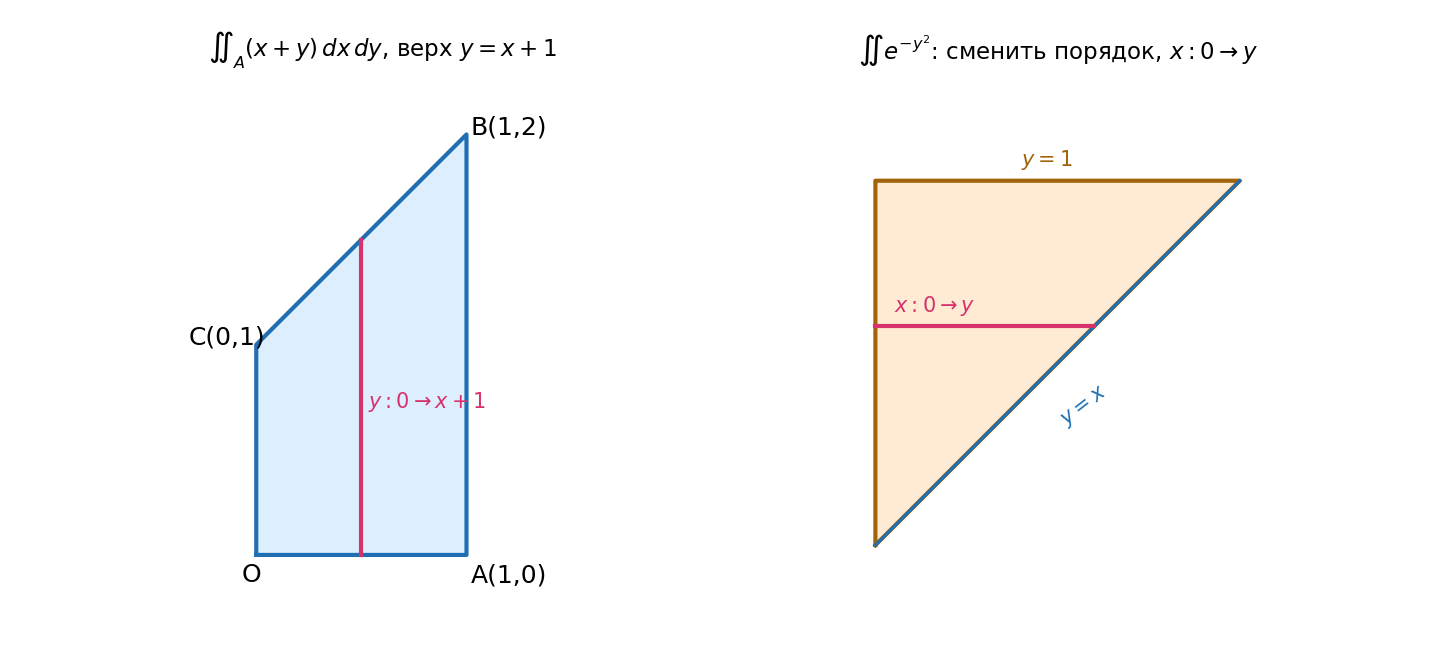 ∬_A (x + y) dx dy, верх y = x + 1
B(1,2)
C(0,1)
y : 0 → x + 1
O
A(1,0)
∬ e^{−y²}: сменить порядок, x : 0 → y
y = 1
x : 0 → y
y = x